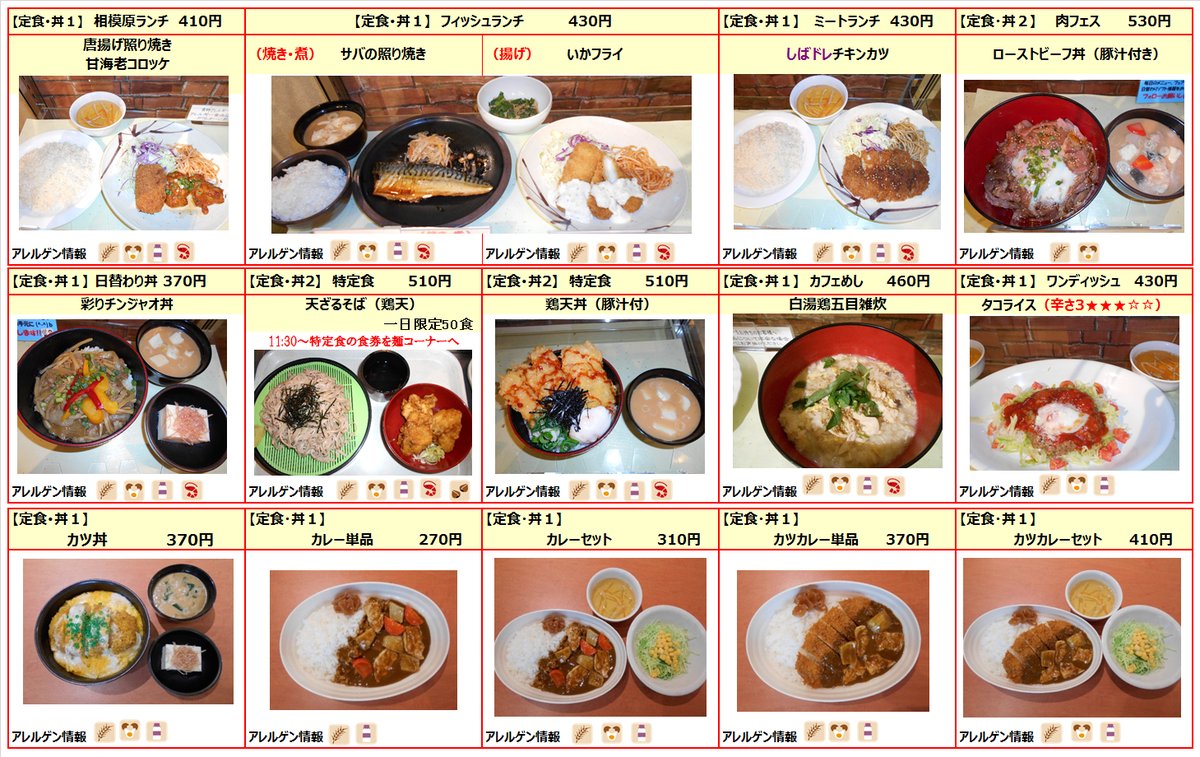 【定食・丼１】 相模原ランチ 410円
唐揚げ照り焼き
甘海老コロッケ
アレルゲン情報
【定食・丼１】 フィッシュランチ 430円
（焼き・煮） サバの照り焼き
（揚げ） いかフライ
アレルゲン情報
アレルゲン情報
【定食・丼１】 ミートランチ 430円
しばドレチキンカツ
アレルゲン情報
【定食・丼２】 肉フェス 530円
ローストビーフ丼（豚汁付き）
アレルゲン情報
【定食・丼１】日替わり丼 370円
彩りチンジャオ丼
アレルゲン情報
【定食・丼2】 特定食 510円
天ざるそば（鶏天）
一日限定50食
11:30～特定食の食券を麺コーナーへ
アレルゲン情報
【定食・丼2】 特定食 510円
鶏天丼（豚汁付）
アレルゲン情報
【定食・丼１】 カフェめし 460円
白湯鶏五目雑炊
アレルゲン情報
【定食・丼１】 ワンディッシュ 430円
タコライス（辛さ3★★★☆☆）
アレルゲン情報
【定食・丼１】
カツ丼 370円
アレルゲン情報
【定食・丼１】
カレー単品 270円
アレルゲン情報
【定食・丼１】
カレーセット 310円
アレルゲン情報
【定食・丼１】
カツカレー単品 370円
アレルゲン情報
【定食・丼１】
カツカレーセット 410円
アレルゲン情報